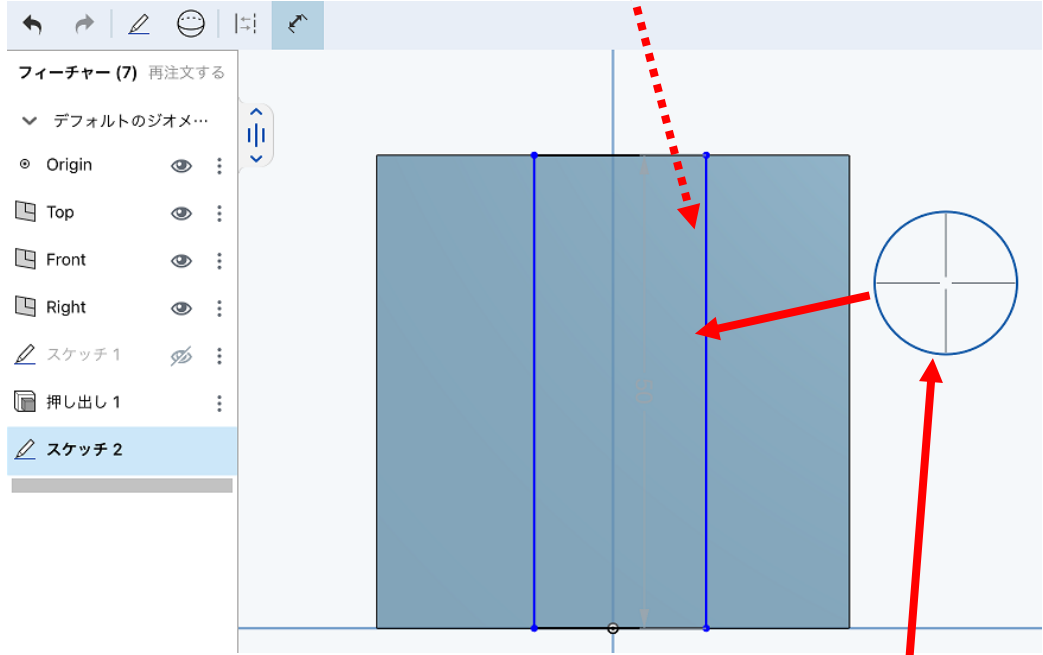 フィーチャー (7) 再注文する
デフォルトのジオメ…
Origin
Top
Front
Right
スケッチ 1
押し出し 1
スケッチ 2